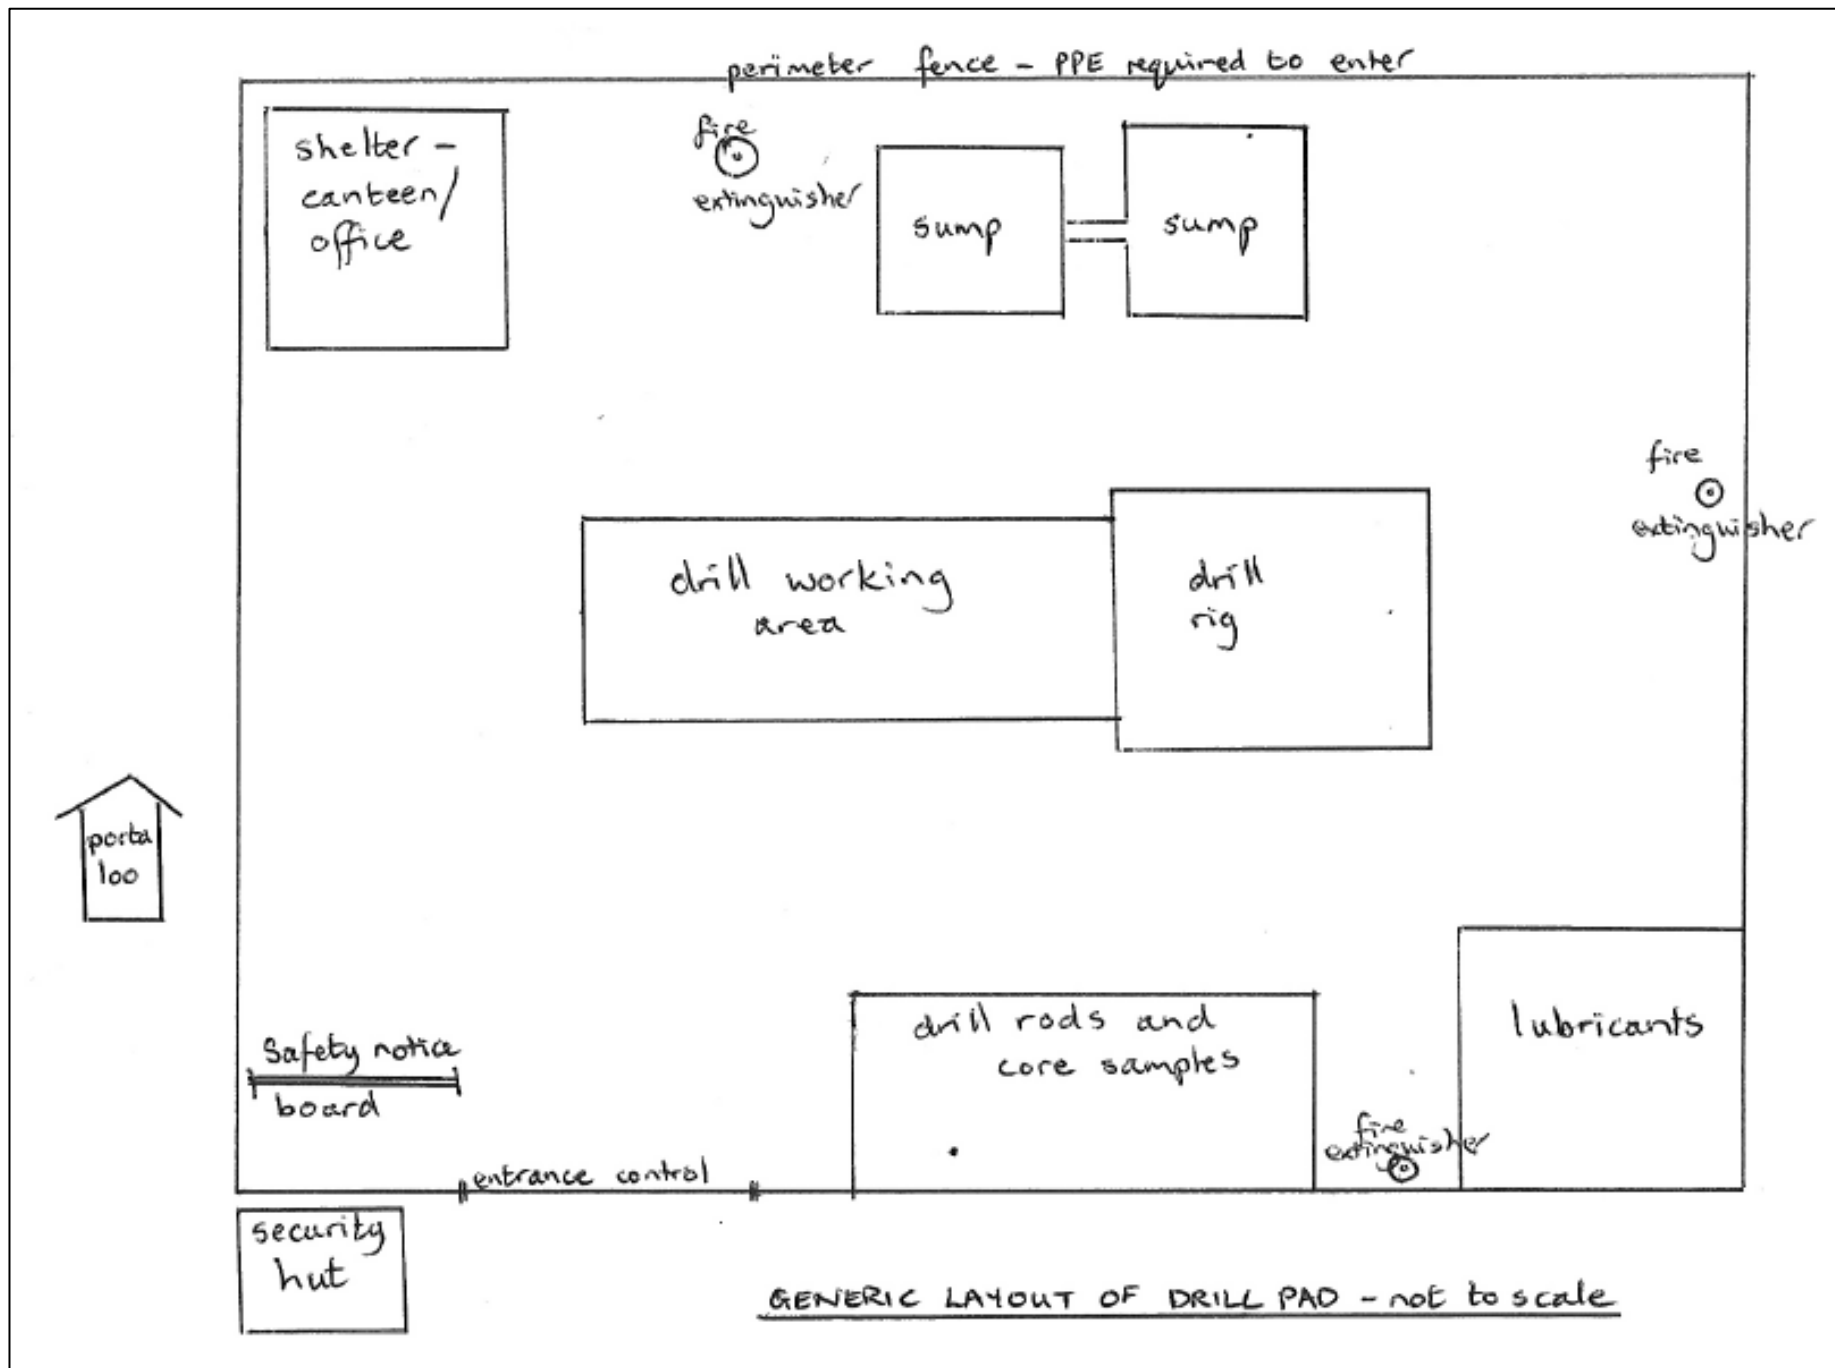 perimeter fence - PPE required to enter
shelter -
canteen/
office
fire
extinguisher
sump
sump
fire
extinguisher
drill working
area
drill
rig
porta
loo
Safety notice
board
drill rods and
core samples
lubricants
fire
extinguisher
entrance control
security
hut
GENERIC LAYOUT OF DRILL PAD - not to scale